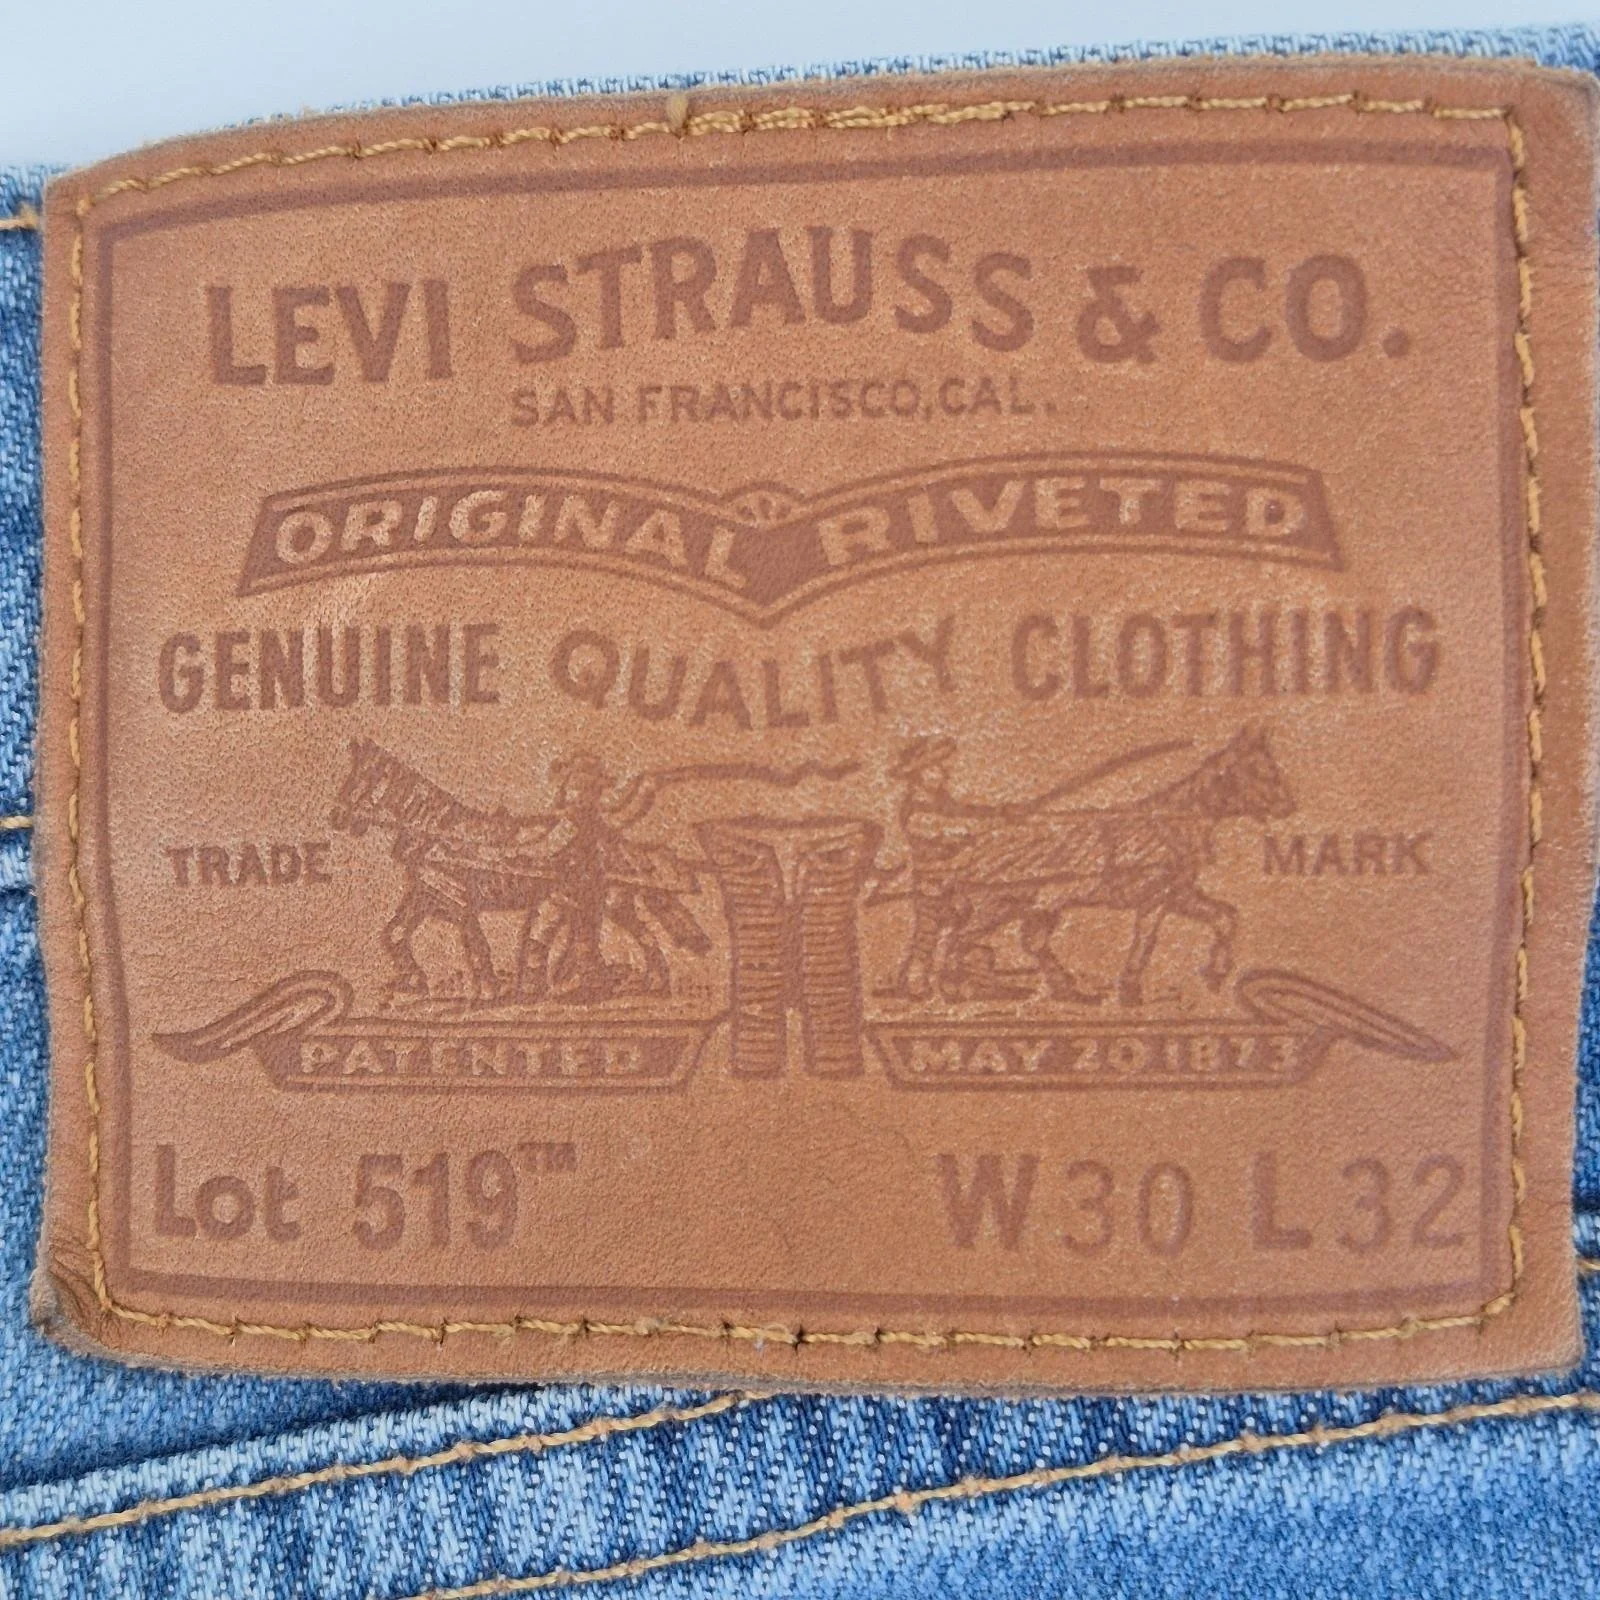 LEVI STRAUSS & CO.
SAN FRANCISCO, CAL.
ORIGINAL RIVETED
GENUINE QUALITY CLOTHING
TRADE MARK
PATENTED MAY 20 1873
Lot 519™ W30 L32